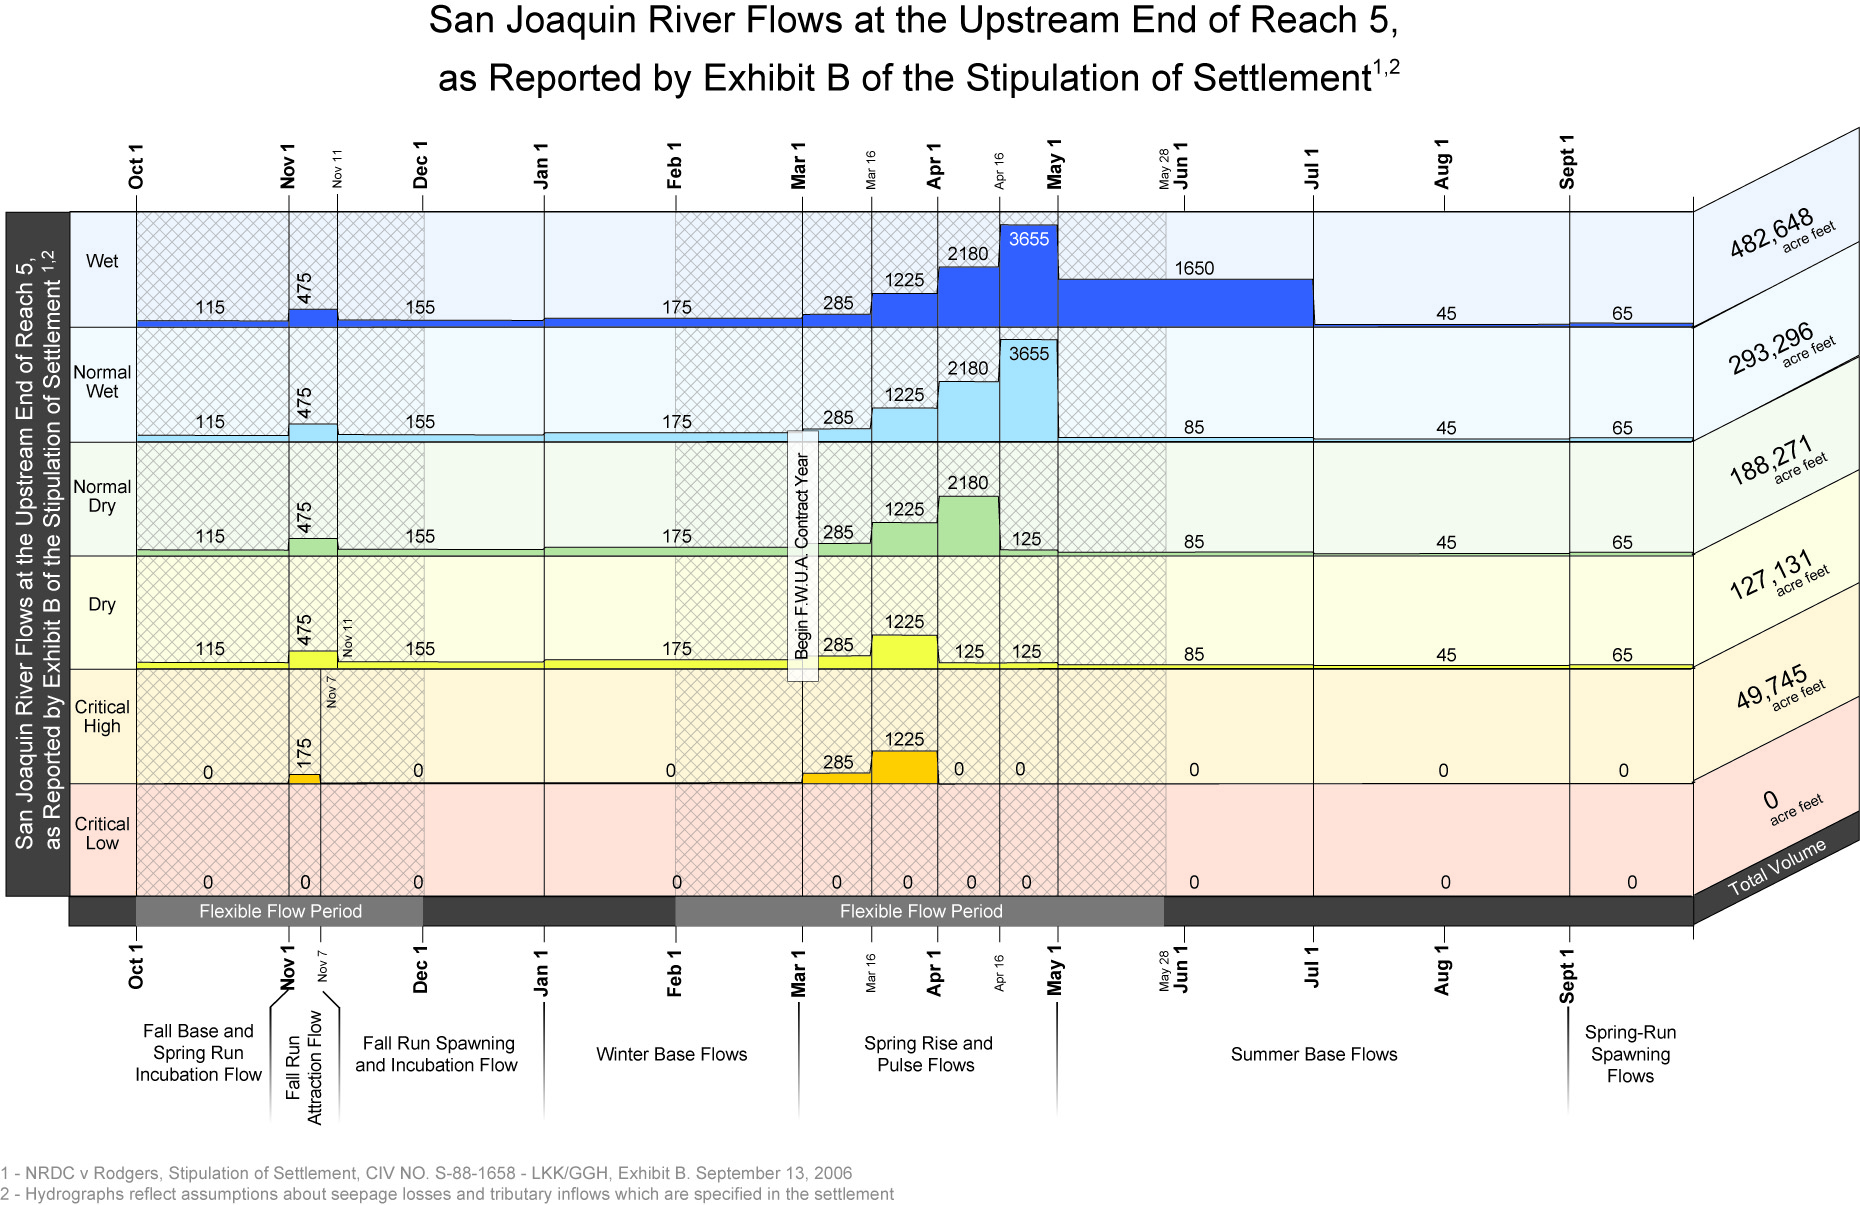 San Joaquin River Flows at the Upstream End of Reach 5,
as Reported by Exhibit B of the Stipulation of Settlement1,2
Oct 1 Nov 1 Nov 11 Dec 1 Jan 1 Feb 1 Mar 1 Mar 16 Apr 1 Apr 16 May 1 May 28 Jun 1 Jul 1 Aug 1 Sept 1
San Joaquin River Flows at the Upstream End of Reach 5,
as Reported by Exhibit B of the Stipulation of Settlement 1,2
Wet
115 475 155 175 285 1225 2180 3655 1650 45 65
482,648
acre feet
Normal
Wet
115 475 155 175 285 1225 2180 3655 85 45 65
293,296
acre feet
Normal
Dry
115 475 155 175 285 1225 2180 125 85 45 65
188,271
acre feet
Begin F.W.U.A. Contract Year
Dry
115 475 Nov 11 155 175 285 1225 125 125 85 45 65
127,131
acre feet
Critical
High
0 175 Nov 7 0 0 285 1225 0 0 0 0 0
49,745
acre feet
Critical
Low
0 0 0 0 0 0 0 0 0 0 0
0
acre feet
Total Volume
Flexible Flow Period
Flexible Flow Period
Oct 1 Nov 1 Nov 7 Dec 1 Jan 1 Feb 1 Mar 1 Mar 16 Apr 1 Apr 16 May 1 May 28 Jun 1 Jul 1 Aug 1 Sept 1
Fall Base and
Spring Run
Incubation Flow
Fall Run
Attraction Flow
Fall Run Spawning
and Incubation Flow
Winter Base Flows
Spring Rise and
Pulse Flows
Summer Base Flows
Spring-Run
Spawning
Flows
1 - NRDC v Rodgers, Stipulation of Settlement, CIV NO. S-88-1658 - LKK/GGH, Exhibit B. September 13, 2006
2 - Hydrographs reflect assumptions about seepage losses and tributary inflows which are specified in the settlement